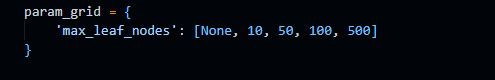 param_grid = {
    'max_leaf_nodes': [None, 10, 50, 100, 500]
}